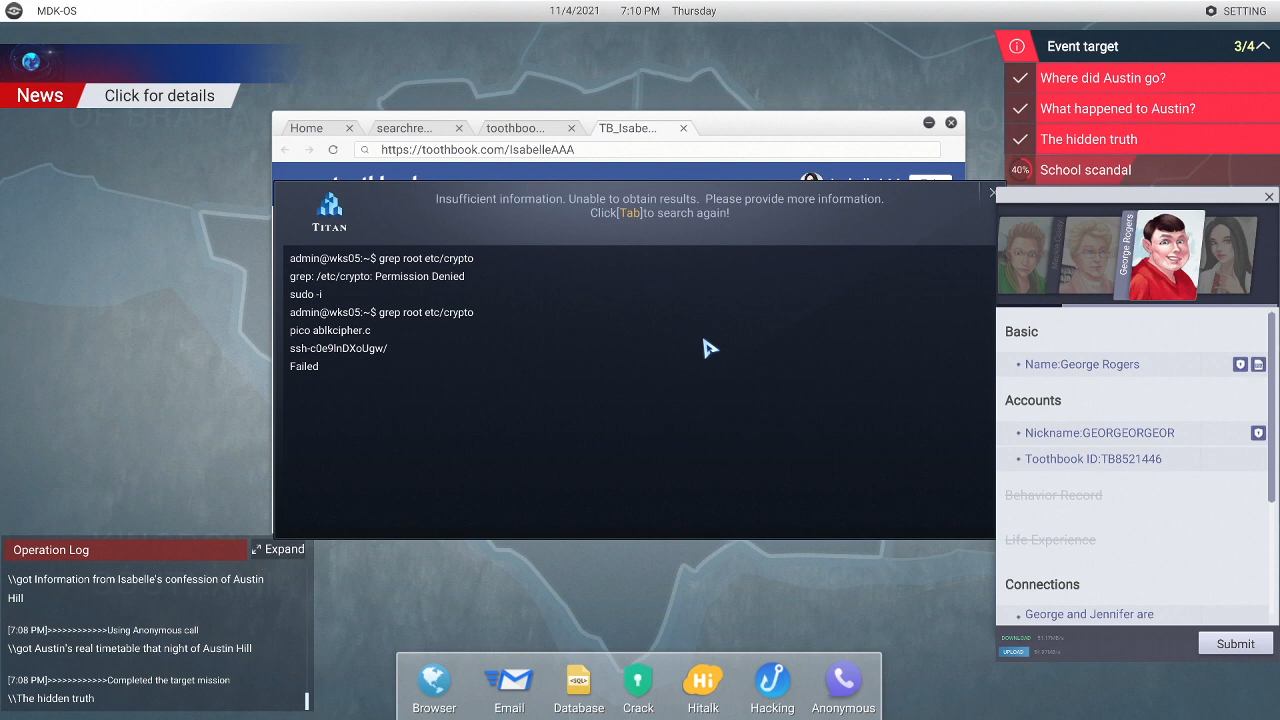 MDK-OS
11/4/2021 7:10 PM Thursday
SETTING
News
Click for details
Event target
3/4
Where did Austin go?
What happened to Austin?
The hidden truth
40%
School scandal
Home
searchre...
toothboo...
TB_Isabe...
https://toothbook.com/IsabelleAAA
TITAN
Insufficient information. Unable to obtain results. Please provide more information.
Click[Tab]to search again!
admin@wks05:~$ grep root etc/crypto
grep: /etc/crypto: Permission Denied
sudo -i
admin@wks05:~$ grep root etc/crypto
pico ablkcipher.c
ssh-c0e9lnDXoUgw/
Failed
George Rogers
Basic
• Name:George Rogers
Accounts
• Nickname:GEORGEORGEOR
• Toothbook ID:TB8521446
Behavior Record
Life Experience
Connections
• George and Jennifer are
DOWNLOAD
UPLOAD
Submit
Operation Log
Expand
\\got Information from Isabelle's confession of Austin
Hill
[7:08 PM]>>>>>>>>>>>>Using Anonymous call
\\got Austin's real timetable that night of Austin Hill
[7:08 PM]>>>>>>>>>>>>Completed the target mission
\\The hidden truth
Browser
Email
<SQL>
Database
Crack
Hi
Hitalk
Hacking
Anonymous